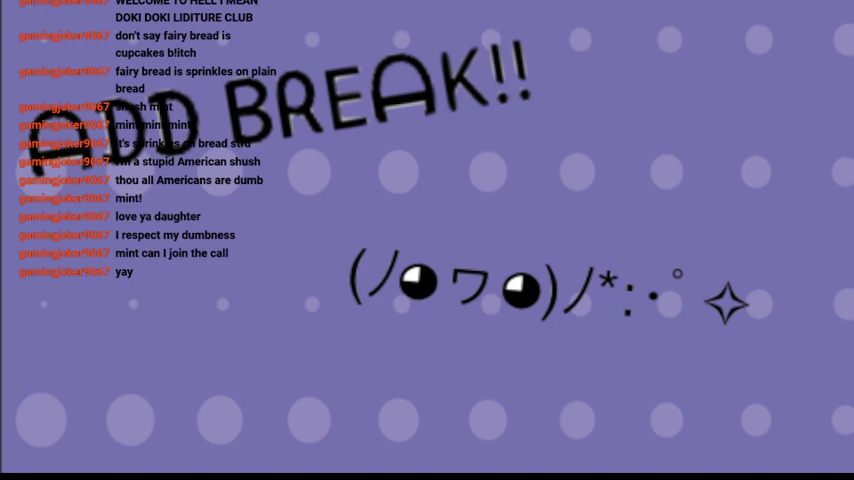 gamingjoker9067 WELCOME TO HELL I MEAN
DOKI DOKI LIDITURE CLUB
gamingjoker9067 don't say fairy bread is
cupcakes b!itch
gamingjoker9067 fairy bread is sprinkles on plain
bread
gamingjoker9067 shush mint
gamingjoker9067 mint mint mint
gamingjoker9067 it's sprinkles on bread
gamingjoker9067 I'm a stupid American shush
gamingjoker9067 thou all Americans are dumb
gamingjoker9067 mint!
gamingjoker9067 love ya daughter
gamingjoker9067 I respect my dumbness
gamingjoker9067 mint can I join the call
gamingjoker9067 yay
ADD BREAK!!
(ノ◕ヮ◕)ノ*:・゚✧